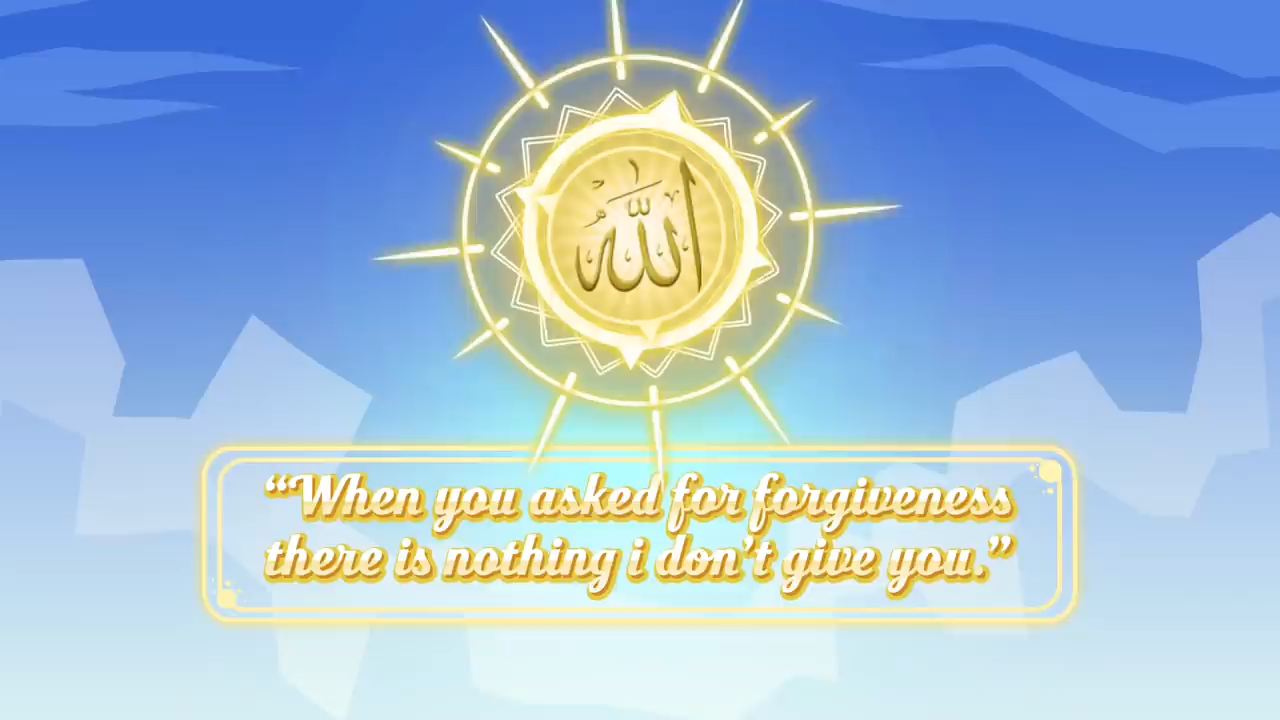 الله
“When you asked for forgiveness
there is nothing i don’t give you.”